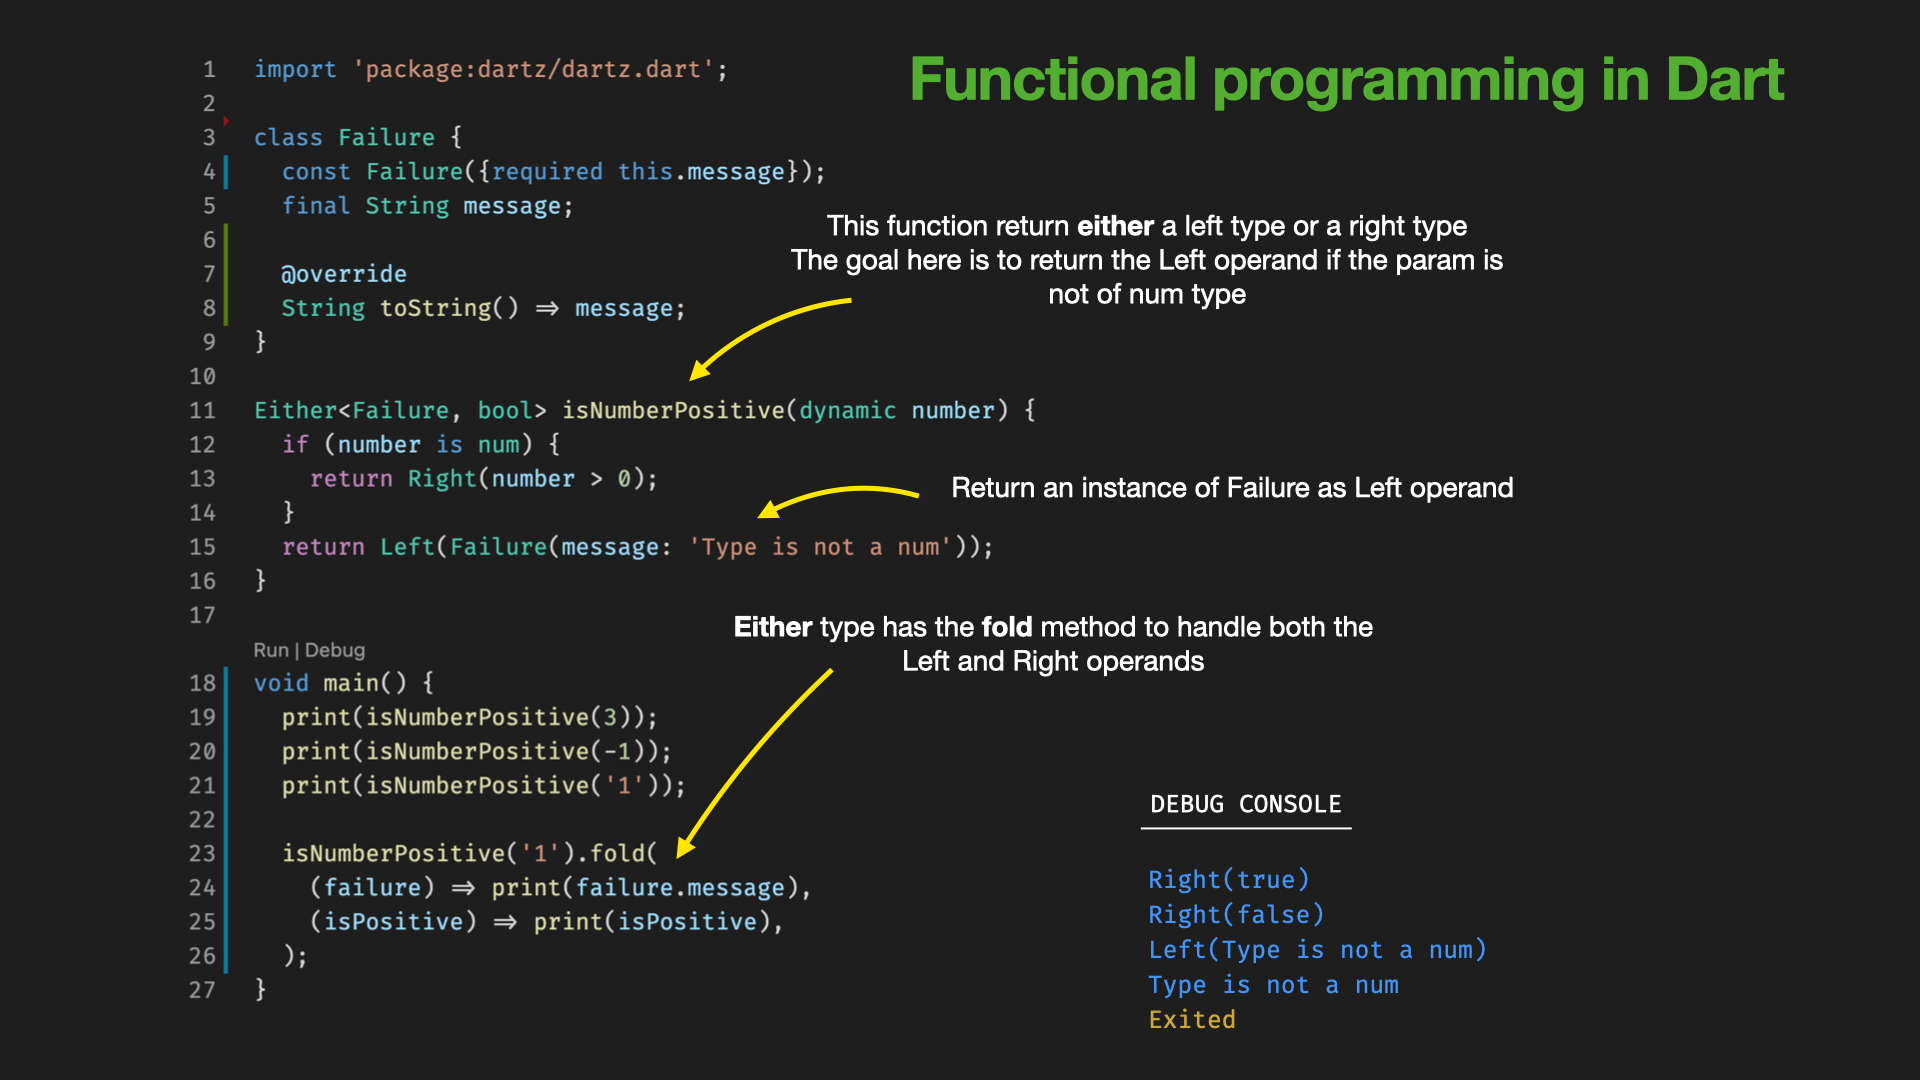 Functional programming in Dart
1 import 'package:dartz/dartz.dart';
2
3 class Failure {
4   const Failure({required this.message});
5   final String message;
6
7   @override
8   String toString() => message;
9 }
10
This function return either a left type or a right type
The goal here is to return the Left operand if the param is
not of num type
11 Either<Failure, bool> isNumberPositive(dynamic number) {
12   if (number is num) {
13     return Right(number > 0);
14   }
Return an instance of Failure as Left operand
15   return Left(Failure(message: 'Type is not a num'));
16 }
17
Either type has the fold method to handle both the
Left and Right operands
Run | Debug
18 void main() {
19   print(isNumberPositive(3));
20   print(isNumberPositive(-1));
21   print(isNumberPositive('1'));
22
23   isNumberPositive('1').fold(
24     (failure) => print(failure.message),
25     (isPositive) => print(isPositive),
26   );
27 }
DEBUG CONSOLE
Right(true)
Right(false)
Left(Type is not a num)
Type is not a num
Exited